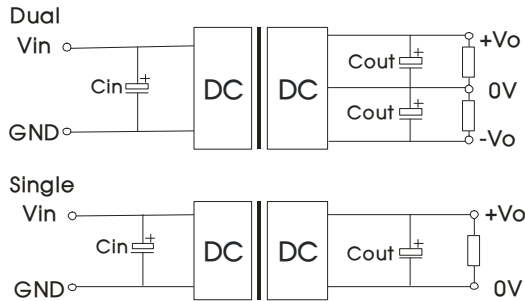 Dual
Vin
+Vo
Cout
+
Cin
+
DC
DC
0V
Cout
+
GND
-Vo
Single
Vin
+Vo
Cin
+
DC
DC
Cout
+
GND
0V